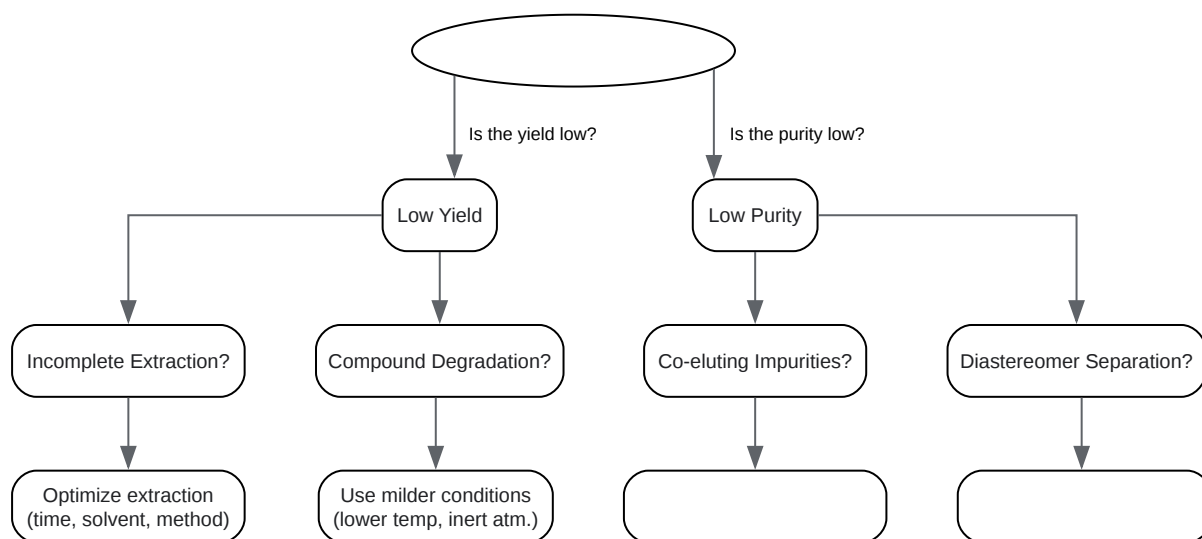 Is the yield low?
Is the purity low?
Low Yield
Low Purity
Incomplete Extraction?
Compound Degradation?
Co-eluting Impurities?
Diastereomer Separation?
Optimize extraction
(time, solvent, method)
Use milder conditions
(lower temp, inert atm.)